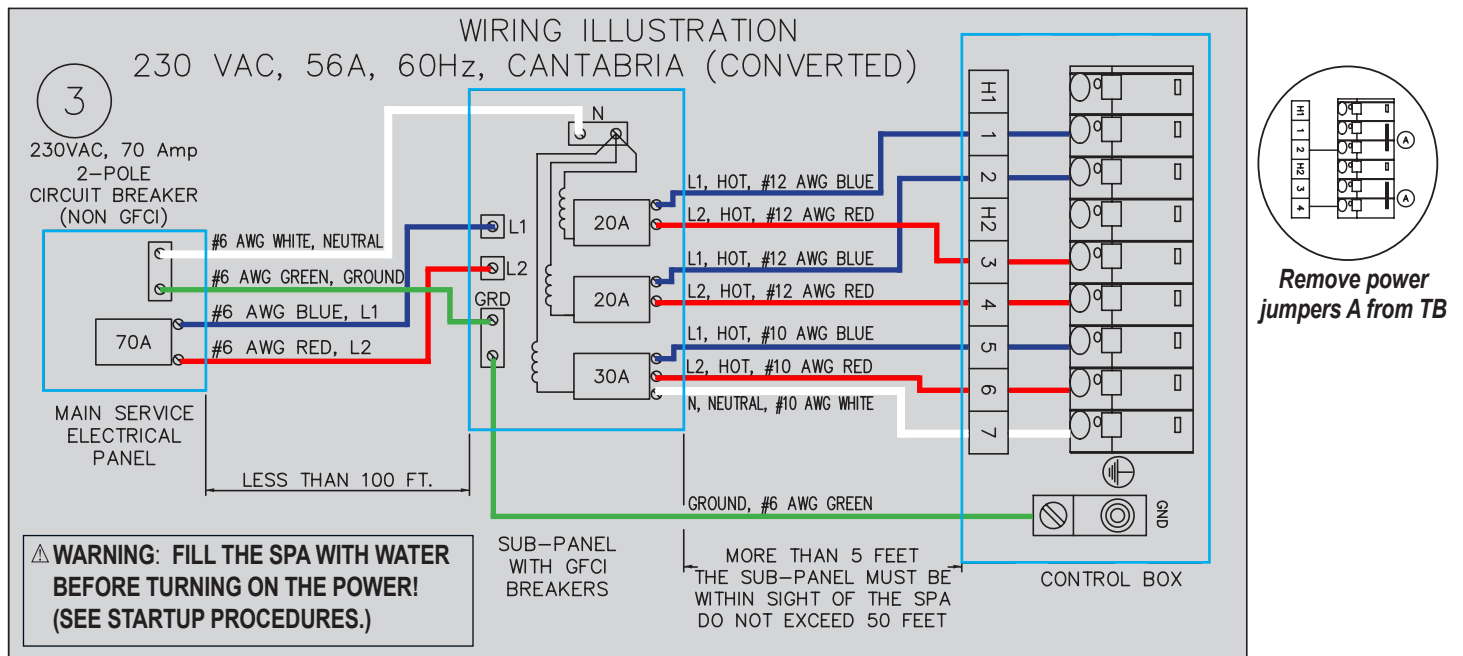 WIRING ILLUSTRATION
230 VAC, 56A, 60Hz, CANTABRIA (CONVERTED)
3
230VAC, 70 Amp
2-POLE
CIRCUIT BREAKER
(NON GFCI)
#6 AWG WHITE, NEUTRAL
#6 AWG GREEN, GROUND
#6 AWG BLUE, L1
#6 AWG RED, L2
70A
MAIN SERVICE
ELECTRICAL
PANEL
LESS THAN 100 FT.
N
L1
L2
GRD
20A
20A
30A
SUB-PANEL
WITH GFCI
BREAKERS
L1, HOT, #12 AWG BLUE
L2, HOT, #12 AWG RED
L1, HOT, #12 AWG BLUE
L2, HOT, #12 AWG RED
L1, HOT, #10 AWG BLUE
L2, HOT, #10 AWG RED
N, NEUTRAL, #10 AWG WHITE
GROUND, #6 AWG GREEN
MORE THAN 5 FEET
THE SUB-PANEL MUST BE
WITHIN SIGHT OF THE SPA
DO NOT EXCEED 50 FEET
H1
1
2
H2
3
4
5
6
7
GND
CONTROL BOX
⚠ WARNING: FILL THE SPA WITH WATER
BEFORE TURNING ON THE POWER!
(SEE STARTUP PROCEDURES.)
H1
1
2
H2
3
4
A
A
Remove power
jumpers A from TB